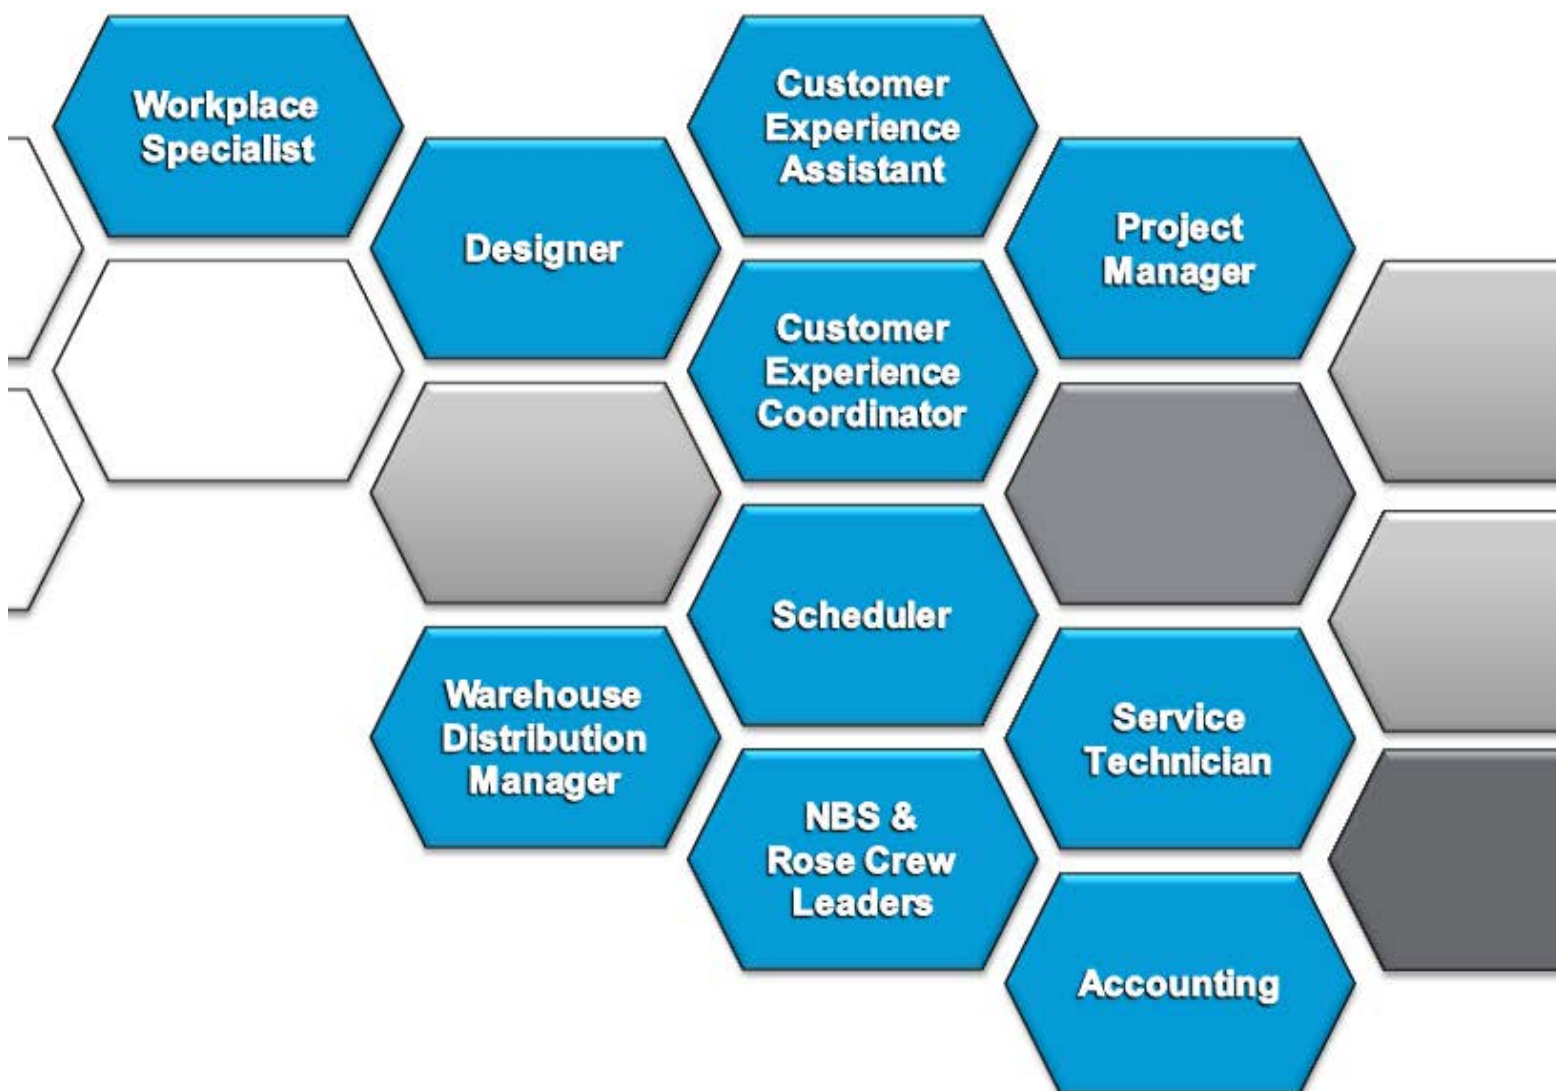 Workplace
Specialist
Customer
Experience
Assistant
Designer
Project
Manager
Customer
Experience
Coordinator
Scheduler
Warehouse
Distribution
Manager
Service
Technician
NBS &
Rose Crew
Leaders
Accounting